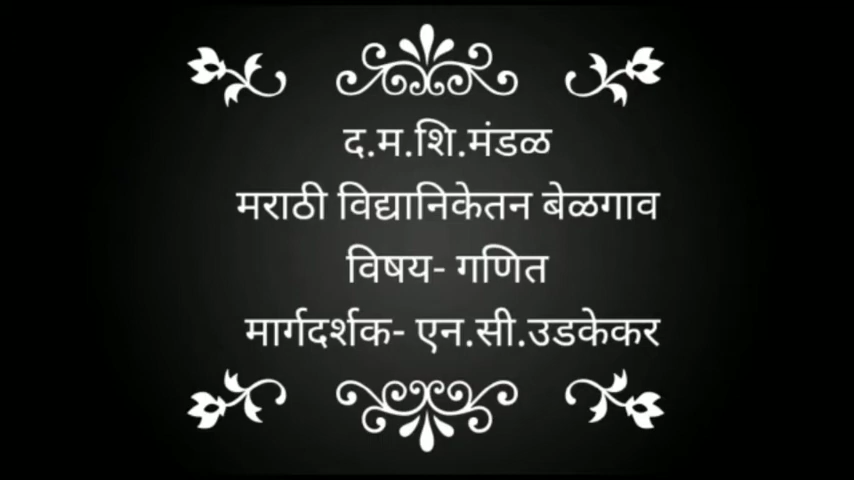 द.म.शि.मंडळ
मराठी विद्यानिकेतन बेळगाव
विषय- गणित
मार्गदर्शक- एन.सी.उडकेकर